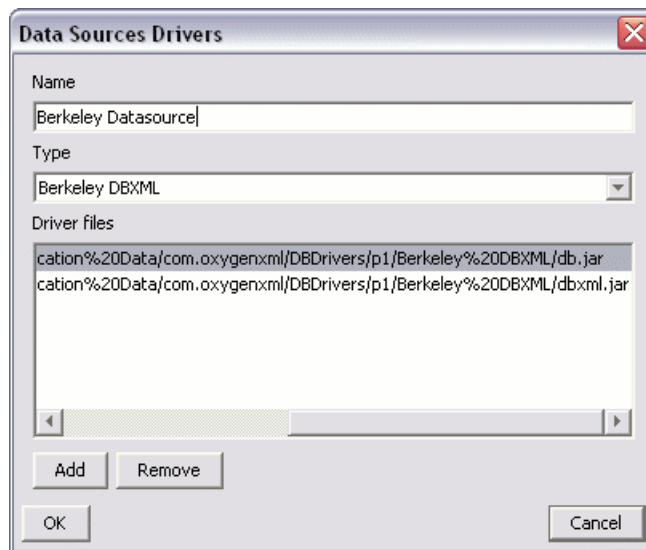 Data Sources Drivers
Name
Berkeley Datasource
Type
Berkeley DBXML
Driver files
cation%20Data/com.oxygenxml/DBDrivers/p1/Berkeley%20DBXML/db.jar
cation%20Data/com.oxygenxml/DBDrivers/p1/Berkeley%20DBXML/dbxml.jar
Add Remove
OK Cancel